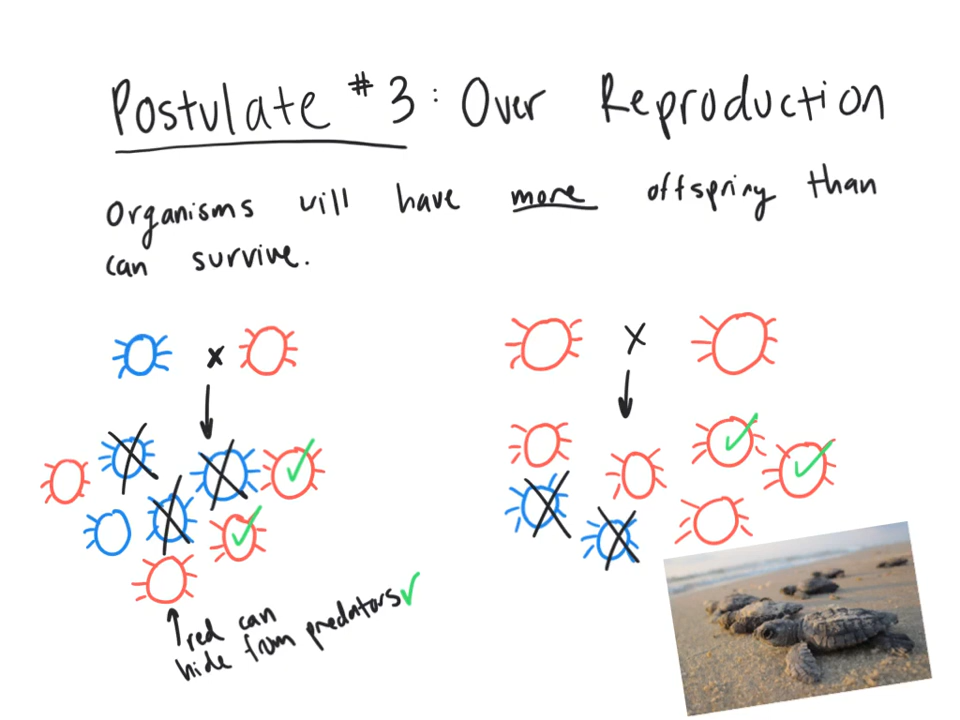 Postulate #3: Over Reproduction
Organisms will have more offspring than
can survive.
x
x
↑red can
hide from predators✓